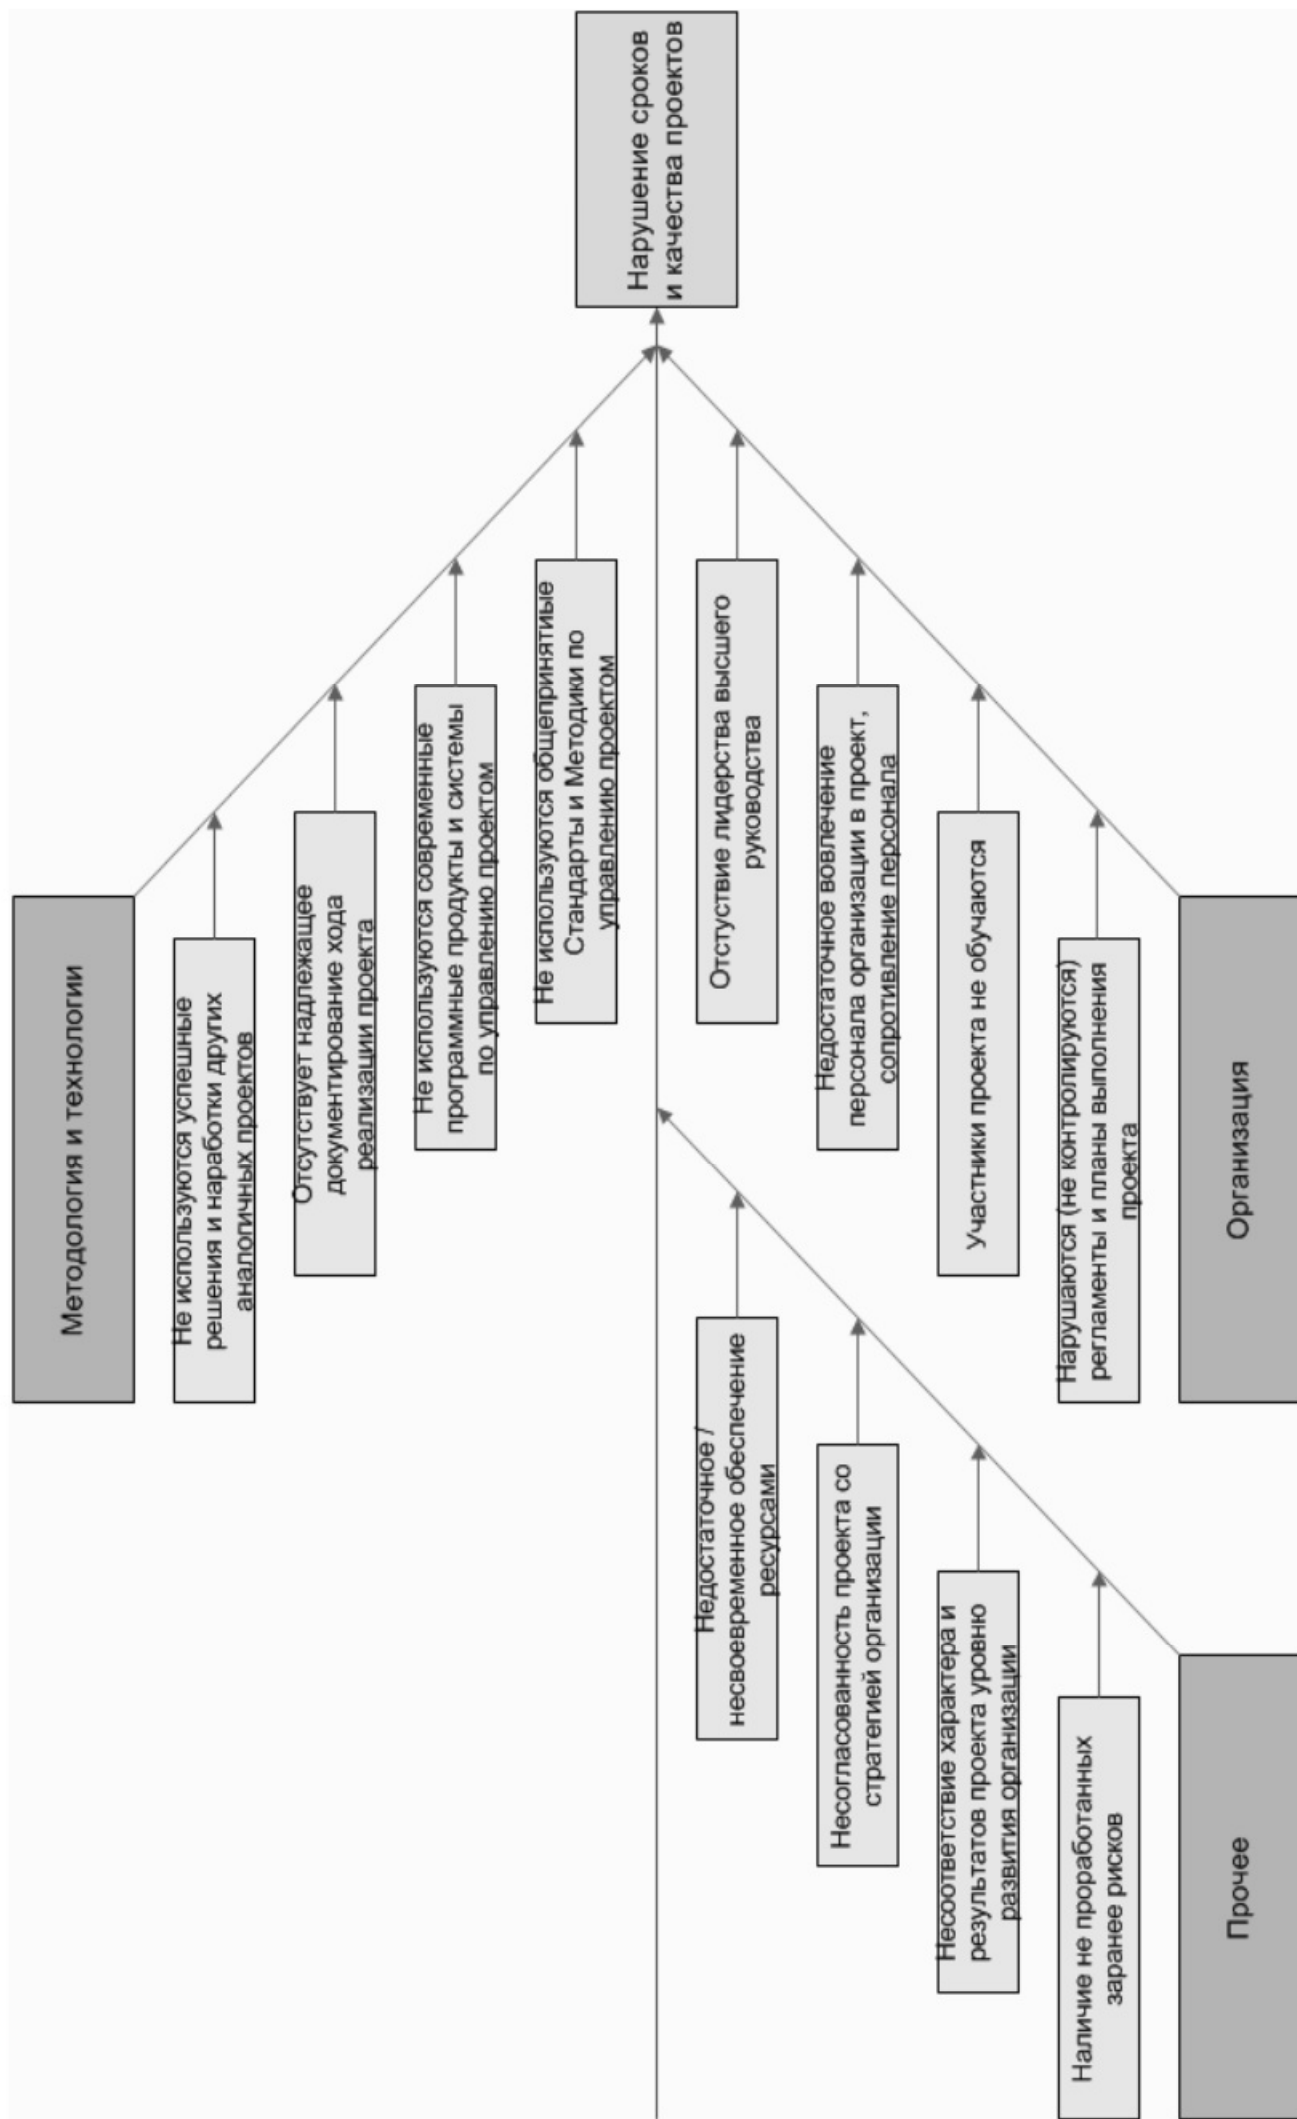 Методология и технологии
Не используются успешные
решения и наработки других
аналогичных проектов
Отсутствует надлежащее
документирование хода
реализации проекта
Не используются современные
программные продукты и системы
по управлению проектом
Не используются общепринятиые
Стандарты и Методики по
управлению проектом
Нарушение сроков
и качества проектов
Недостаточное /
несвоевременное обеспечение
ресурсами
Несогласованность проекта со
стратегией организации
Несоответствие характера и
результатов проекта уровню
развития организации
Наличие не проработанных
заранее рисков
Прочее
Отстуствие лидерства высшего
руководства
Недостаточное вовлечение
персонала организации в проект,
сопротивление персонала
Участники проекта не обучаются
Нарушаются (не контролируются)
регламенты и планы выполнения
проекта
Организация